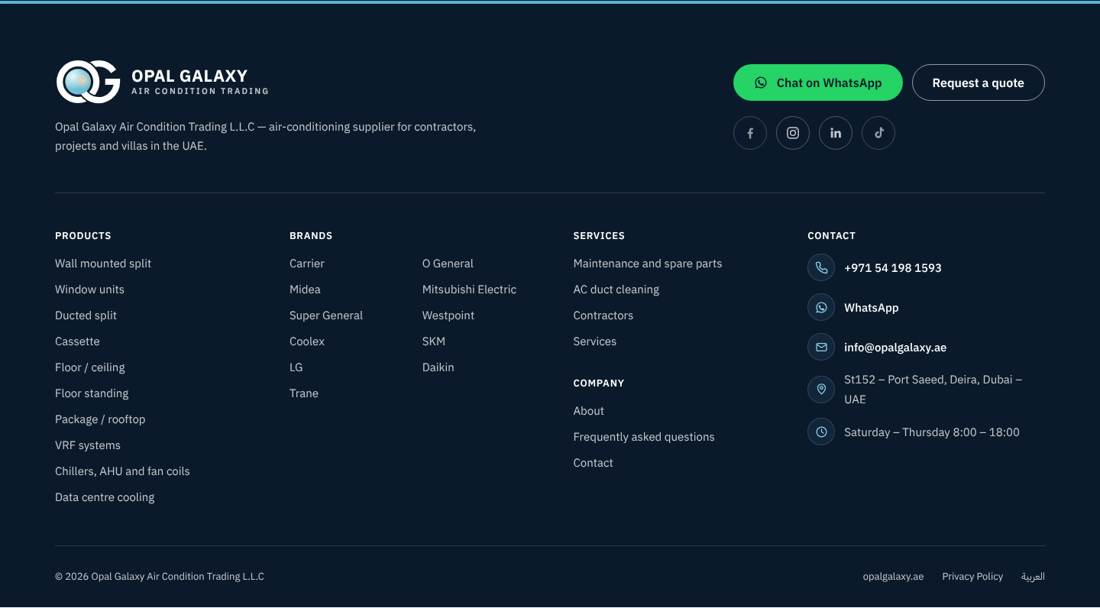 OPAL GALAXY
AIR CONDITION TRADING
Opal Galaxy Air Condition Trading L.L.C — air-conditioning supplier for contractors,
projects and villas in the UAE.
Chat on WhatsApp
Request a quote
PRODUCTS
Wall mounted split
Window units
Ducted split
Cassette
Floor / ceiling
Floor standing
Package / rooftop
VRF systems
Chillers, AHU and fan coils
Data centre cooling
BRANDS
Carrier
Midea
Super General
Coolex
LG
Trane
O General
Mitsubishi Electric
Westpoint
SKM
Daikin
SERVICES
Maintenance and spare parts
AC duct cleaning
Contractors
Services
COMPANY
About
Frequently asked questions
Contact
CONTACT
+971 54 198 1593
WhatsApp
info@opalgalaxy.ae
St152 – Port Saeed, Deira, Dubai –
UAE
Saturday – Thursday 8:00 – 18:00
© 2026 Opal Galaxy Air Condition Trading L.L.C
opalgalaxy.ae
Privacy Policy
العربية